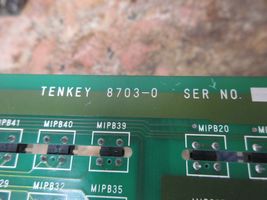 TENKEY 8703-0 SER NO.
MIPB41 MIPB40 MIPB39 MIPB20
MIPB32 MIPB35